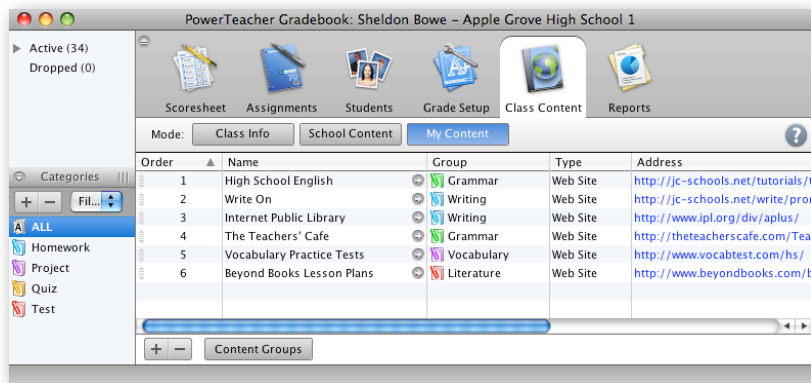 PowerTeacher Gradebook: Sheldon Bowe – Apple Grove High School 1
Active (34)
Dropped (0)
Scoresheet Assignments Students Grade Setup Class Content Reports
Mode: Class Info School Content My Content ?
Categories
+ − Fil...
ALL
Homework
Project
Quiz
Test
Order Name Group Type Address
1 High School English Grammar Web Site http://jc-schools.net/tutorials/
2 Write On Writing Web Site http://jc-schools.net/write/pro
3 Internet Public Library Writing Web Site http://www.ipl.org/div/aplus/
4 The Teachers' Cafe Grammar Web Site http://theteacherscafe.com/Tea
5 Vocabulary Practice Tests Vocabulary Web Site http://www.vocabtest.com/hs/
6 Beyond Books Lesson Plans Literature Web Site http://www.beyondbooks.com/
+ − Content Groups